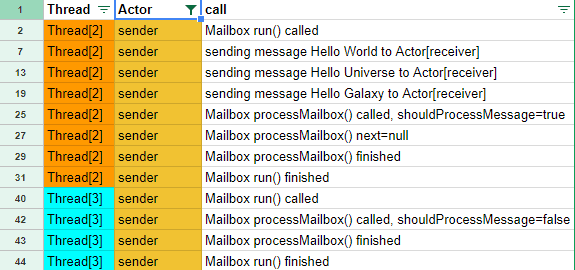 1 Thread Actor call
2 Thread[2] sender Mailbox run() called
7 Thread[2] sender sending message Hello World to Actor[receiver]
13 Thread[2] sender sending message Hello Universe to Actor[receiver]
19 Thread[2] sender sending message Hello Galaxy to Actor[receiver]
25 Thread[2] sender Mailbox processMailbox() called, shouldProcessMessage=true
27 Thread[2] sender Mailbox processMailbox() next=null
29 Thread[2] sender Mailbox processMailbox() finished
31 Thread[2] sender Mailbox run() finished
40 Thread[3] sender Mailbox run() called
42 Thread[3] sender Mailbox processMailbox() called, shouldProcessMessage=false
43 Thread[3] sender Mailbox processMailbox() finished
44 Thread[3] sender Mailbox run() finished